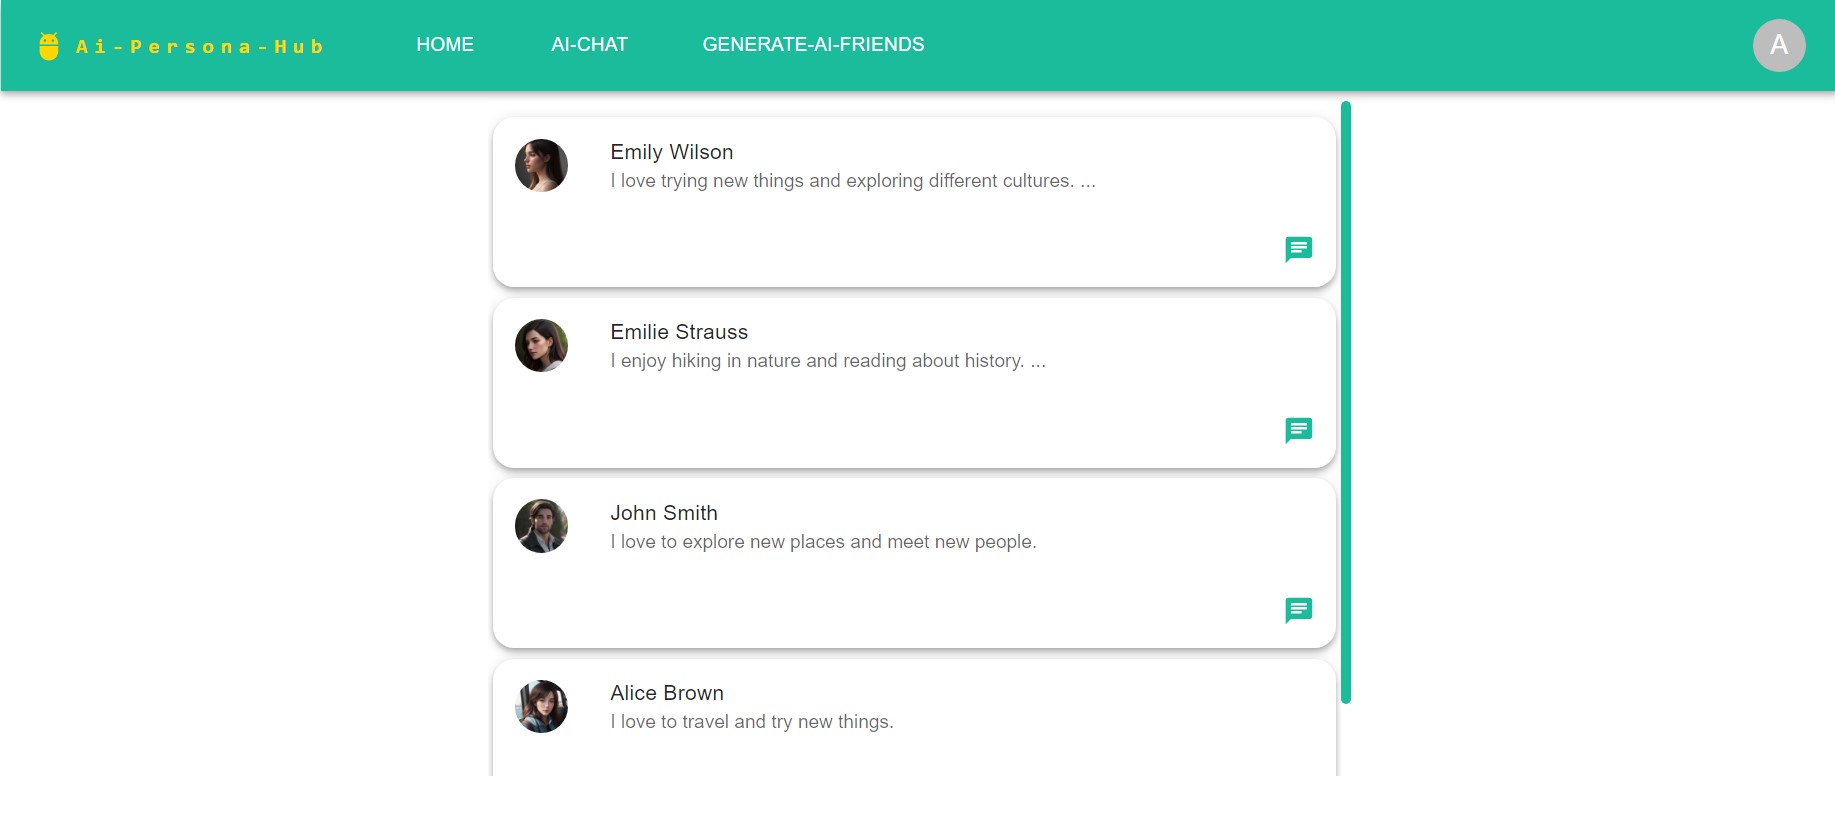 Ai-Persona-Hub
HOME
AI-CHAT
GENERATE-AI-FRIENDS
A
Emily Wilson
I love trying new things and exploring different cultures. ...
Emilie Strauss
I enjoy hiking in nature and reading about history. ...
John Smith
I love to explore new places and meet new people.
Alice Brown
I love to travel and try new things.